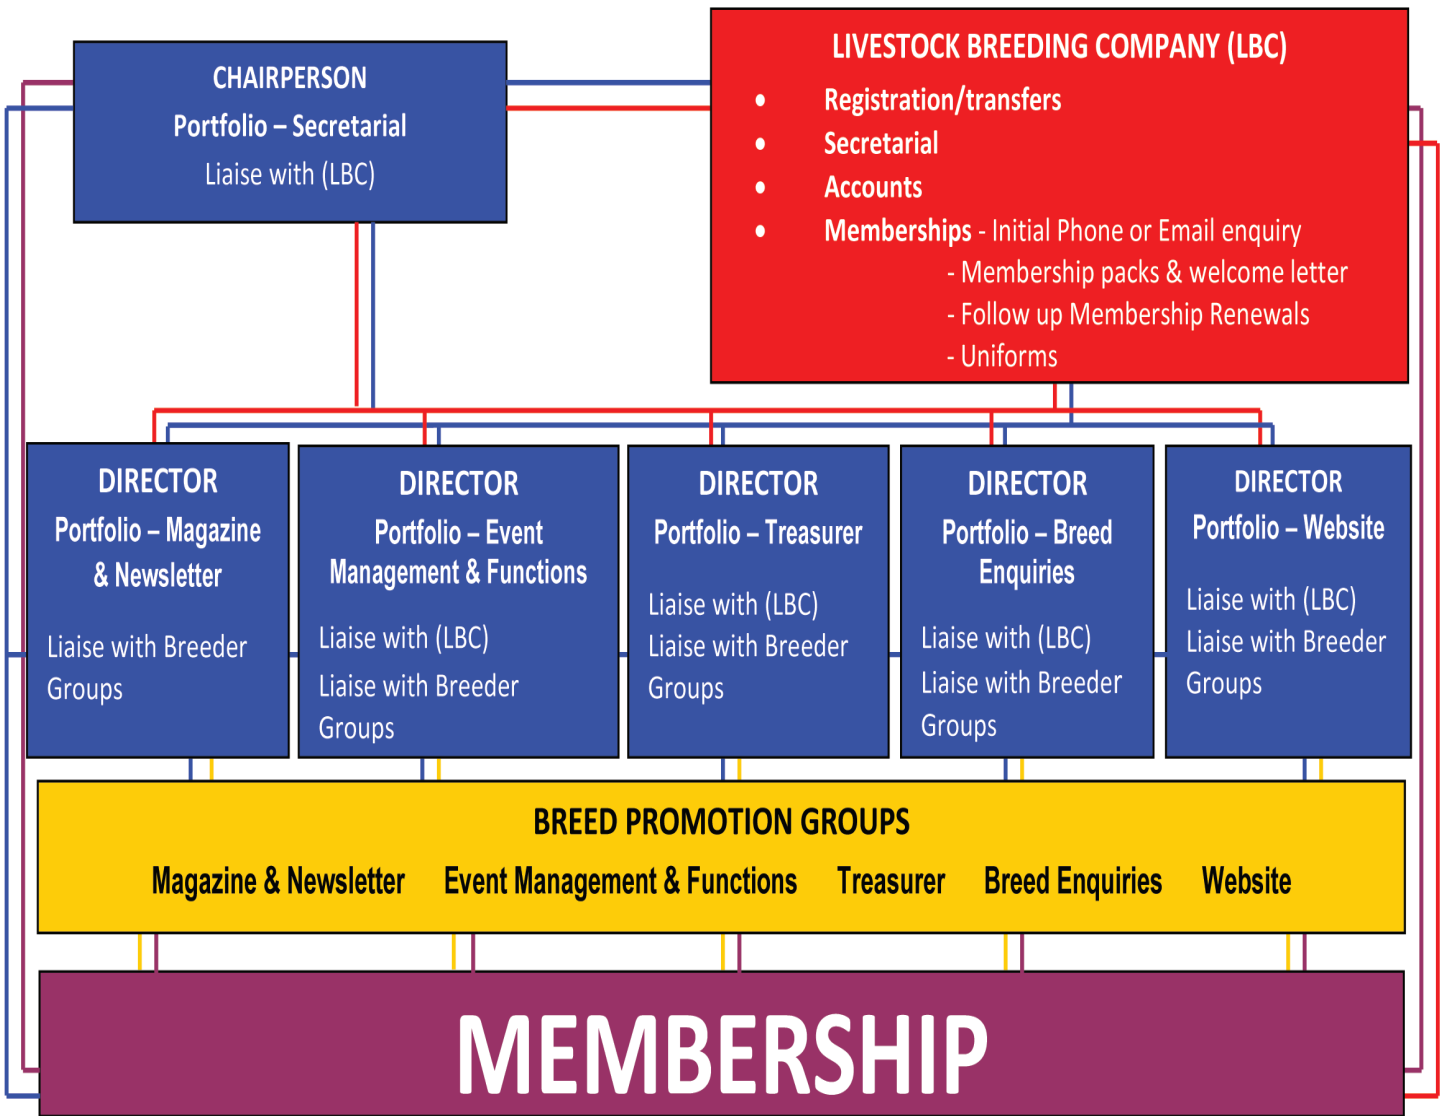 CHAIRPERSON
Portfolio – Secretarial
Liaise with (LBC)
LIVESTOCK BREEDING COMPANY (LBC)
• Registration/transfers
• Secretarial
• Accounts
• Memberships - Initial Phone or Email enquiry
- Membership packs & welcome letter
- Follow up Membership Renewals
- Uniforms
DIRECTOR
Portfolio – Magazine
& Newsletter
Liaise with Breeder
Groups
DIRECTOR
Portfolio – Event
Management & Functions
Liaise with (LBC)
Liaise with Breeder
Groups
DIRECTOR
Portfolio – Treasurer
Liaise with (LBC)
Liaise with Breeder
Groups
DIRECTOR
Portfolio – Breed
Enquiries
Liaise with (LBC)
Liaise with Breeder
Groups
DIRECTOR
Portfolio – Website
Liaise with (LBC)
Liaise with Breeder
Groups
BREED PROMOTION GROUPS
Magazine & Newsletter Event Management & Functions Treasurer Breed Enquiries Website
MEMBERSHIP